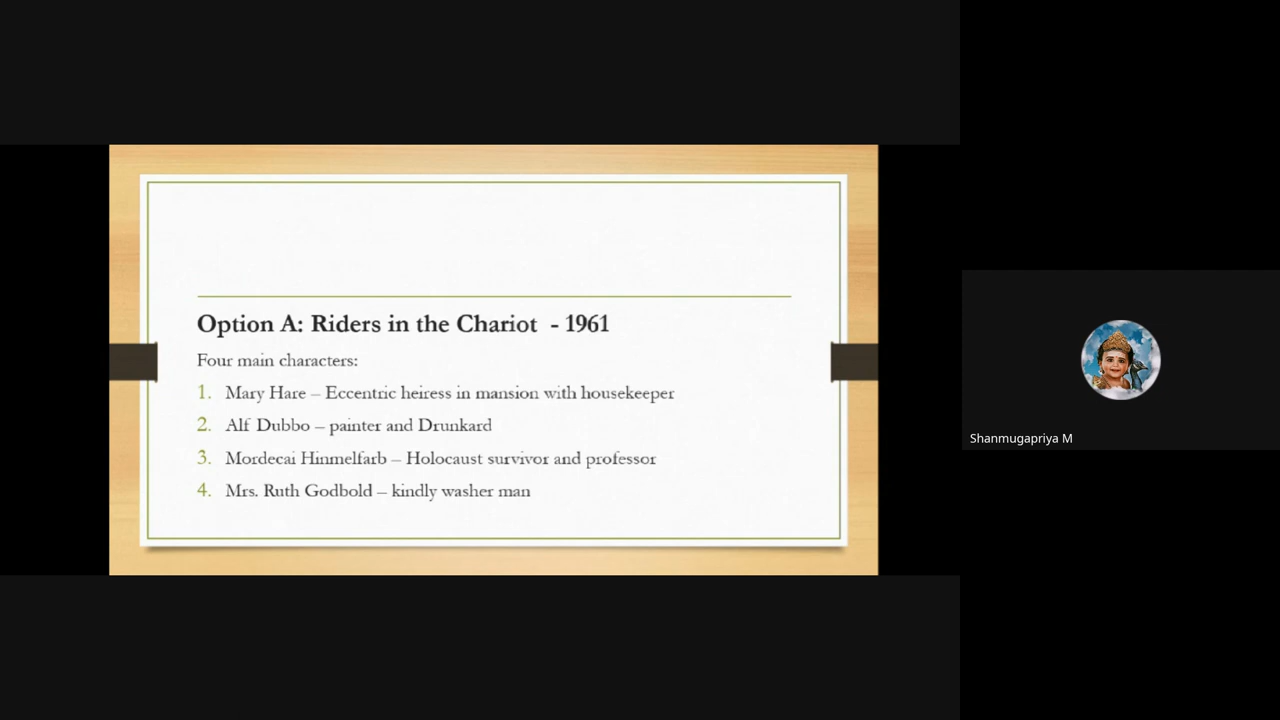 Option A: Riders in the Chariot - 1961
Four main characters:
1. Mary Hare – Eccentric heiress in mansion with housekeeper
2. Alf Dubbo – painter and Drunkard
3. Mordecai Hinmelfarb – Holocaust survivor and professor
4. Mrs. Ruth Godbold – kindly washer man
Shanmugapriya M